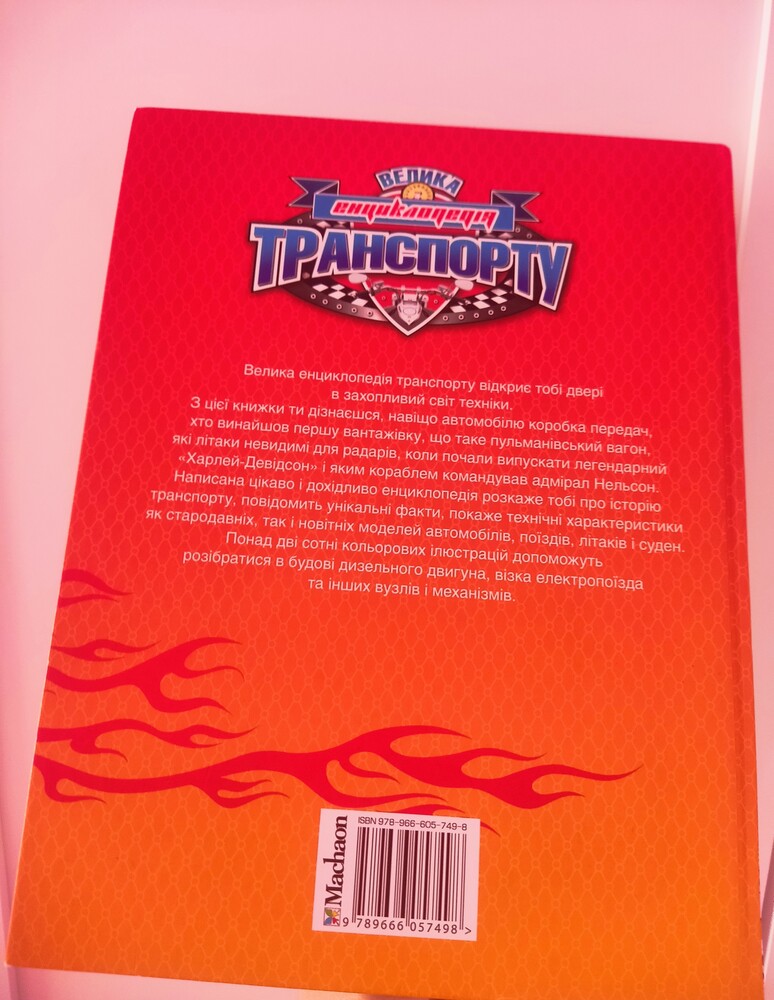 ВЕЛИКА
енциклопедія
ТРАНСПОРТУ
Велика енциклопедія транспорту відкриє тобі двері
в захопливий світ техніки.
З цієї книжки ти дізнаєшся, навіщо автомобілю коробка передач,
хто винайшов першу вантажівку, що таке пульманівський вагон,
які літаки невидимі для радарів, коли почали випускати легендарний
«Харлей-Девідсон» і яким кораблем командував адмірал Нельсон.
Написана цікаво і дохідливо енциклопедія розкаже тобі про історію
транспорту, повідомить унікальні факти, покаже технічні характеристики
як стародавніх, так і новітніх моделей автомобілів, поїздів, літаків і суден.
Понад дві сотні кольорових ілюстрацій допоможуть
розібратися в будові дизельного двигуна, візка електропоїзда
та інших вузлів і механізмів.
Machaon
ISBN 978-966-605-749-8
9 789666 057498 >